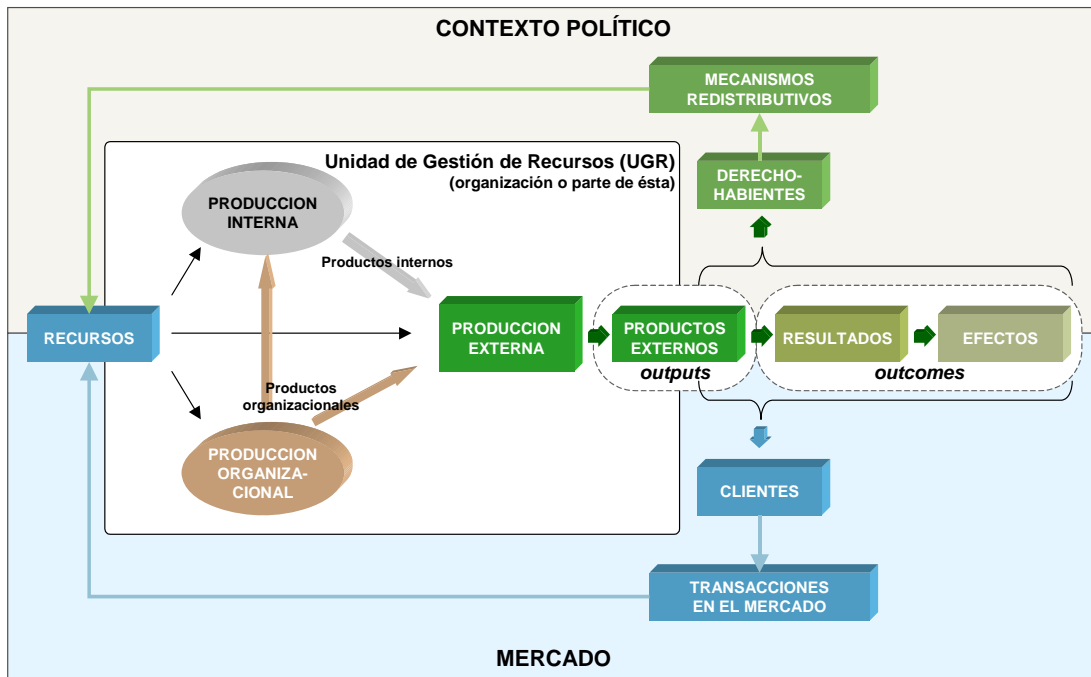 CONTEXTO POLÍTICO
MECANISMOS
REDISTRIBUTIVOS
Unidad de Gestión de Recursos (UGR)
(organización o parte de ésta)
DERECHO-
HABIENTES
PRODUCCION
INTERNA
Productos internos
RECURSOS
PRODUCCION
EXTERNA
PRODUCTOS
EXTERNOS
outputs
RESULTADOS
EFECTOS
outcomes
Productos
organizacionales
PRODUCCION
ORGANIZA-
CIONAL
CLIENTES
TRANSACCIONES
EN EL MERCADO
MERCADO